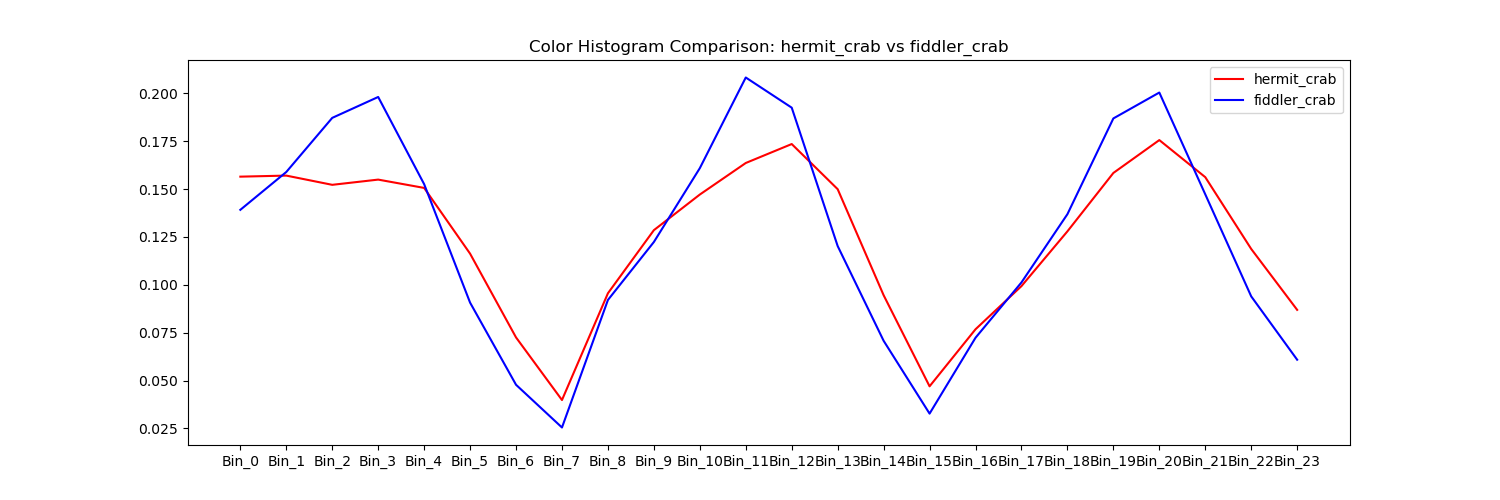 Color Histogram Comparison: hermit_crab vs fiddler_crab
hermit_crab
fiddler_crab
0.200
0.175
0.150
0.125
0.100
0.075
0.050
0.025
Bin_0 Bin_1 Bin_2 Bin_3 Bin_4 Bin_5 Bin_6 Bin_7 Bin_8 Bin_9 Bin_10 Bin_11 Bin_12 Bin_13 Bin_14 Bin_15 Bin_16 Bin_17 Bin_18 Bin_19 Bin_20 Bin_21 Bin_22 Bin_23